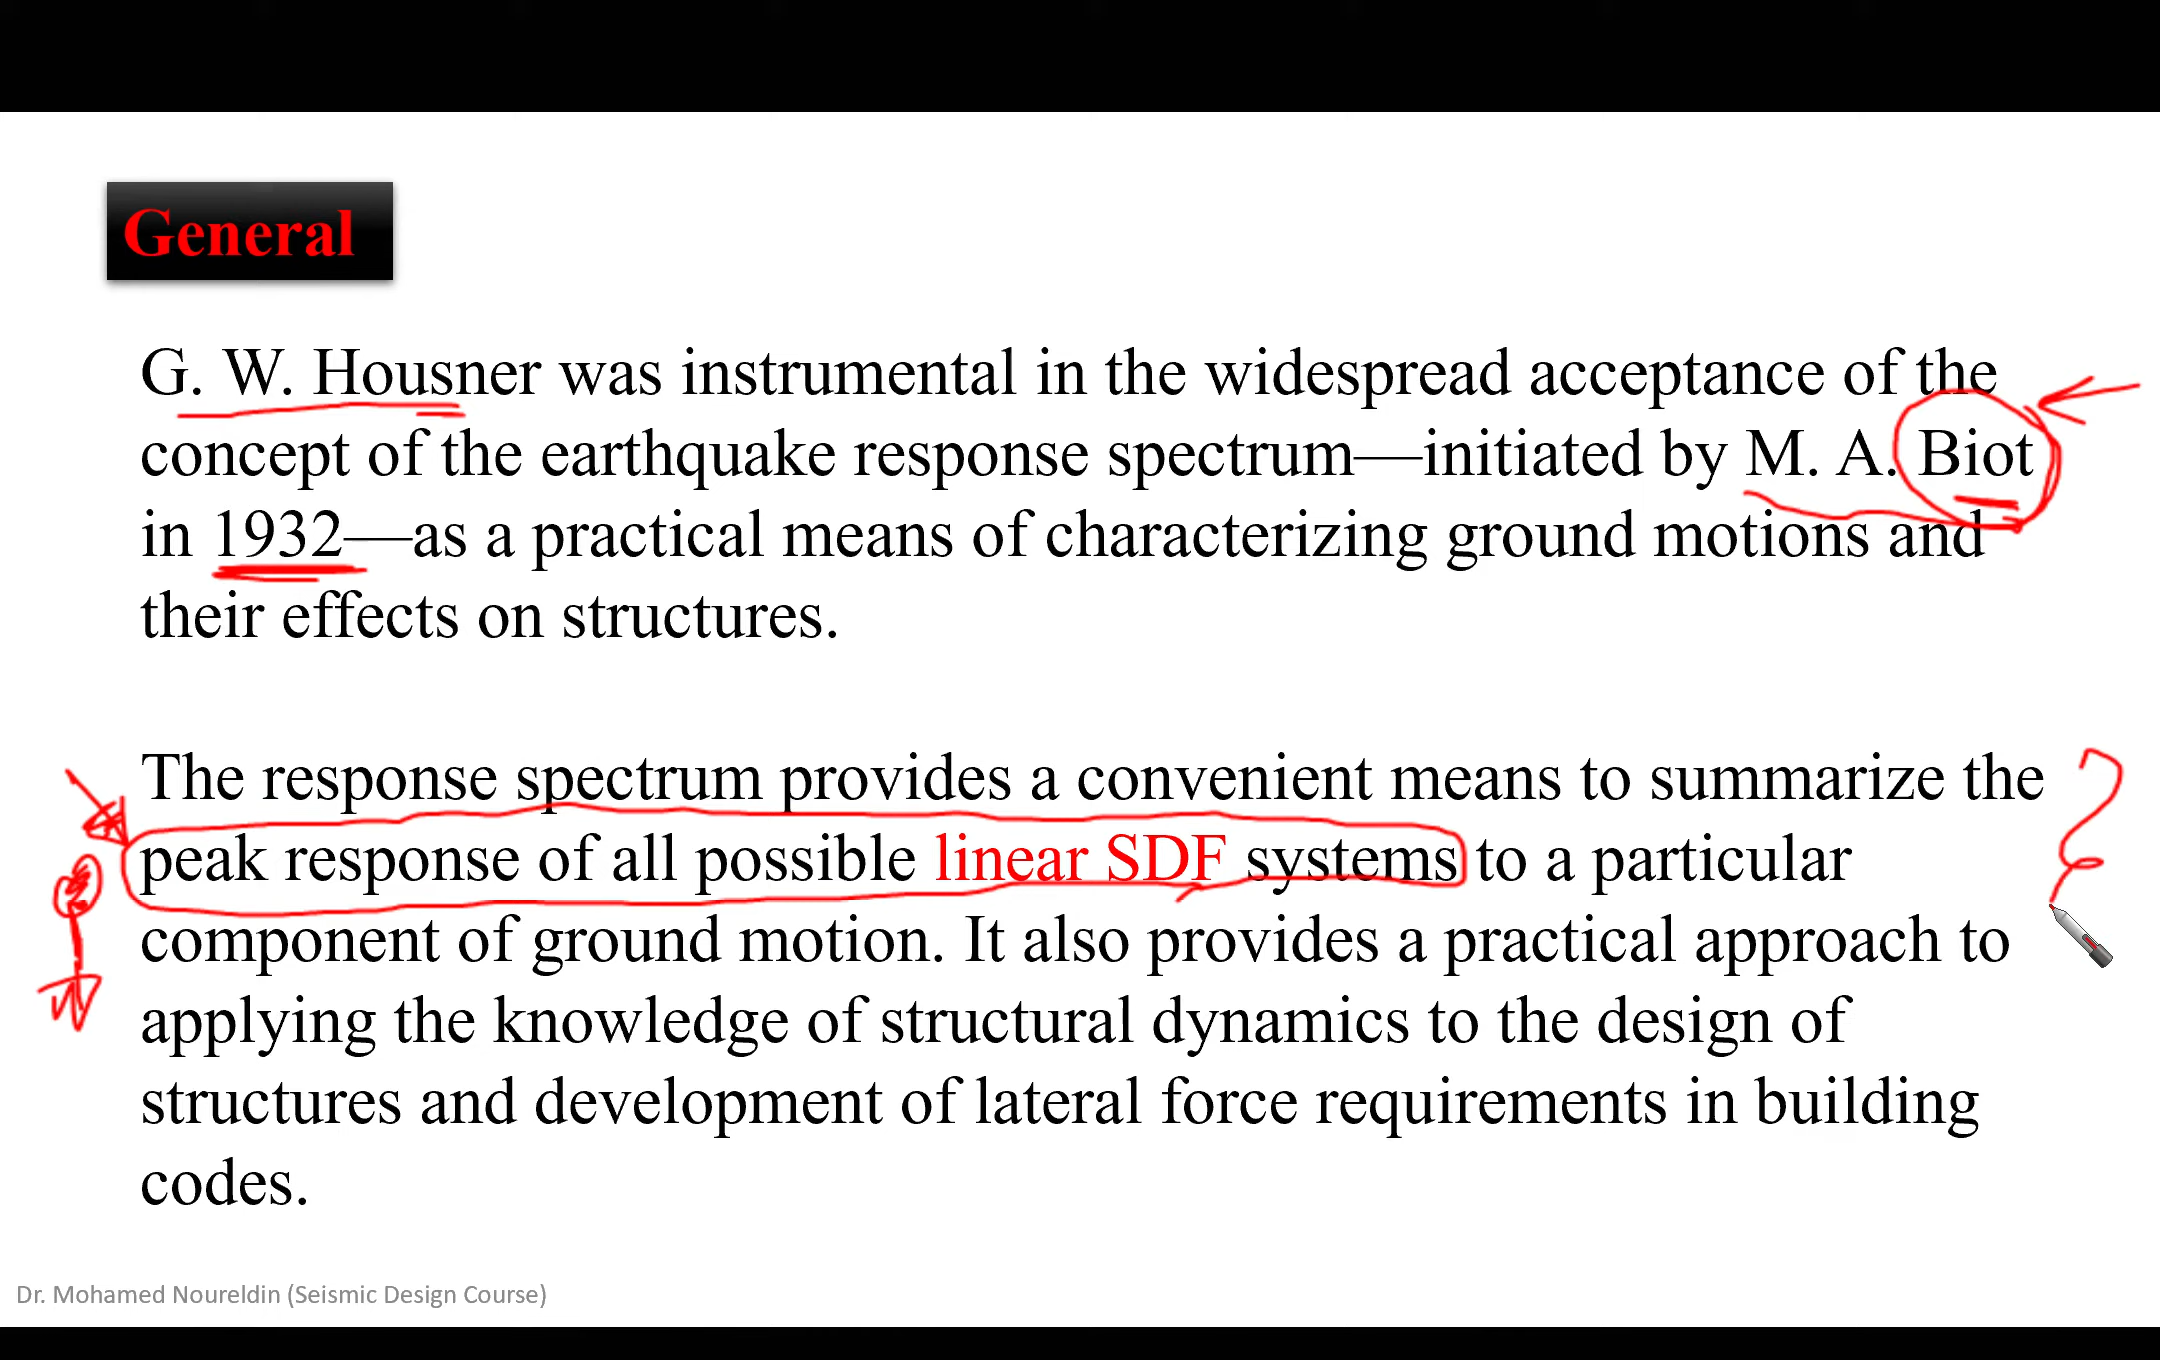 General
G. W. Housner was instrumental in the widespread acceptance of the
concept of the earthquake response spectrum—initiated by M. A. Biot
in 1932—as a practical means of characterizing ground motions and
their effects on structures.
The response spectrum provides a convenient means to summarize the
peak response of all possible linear SDF systems to a particular
component of ground motion. It also provides a practical approach to
applying the knowledge of structural dynamics to the design of
structures and development of lateral force requirements in building
codes.
Dr. Mohamed Noureldin (Seismic Design Course)